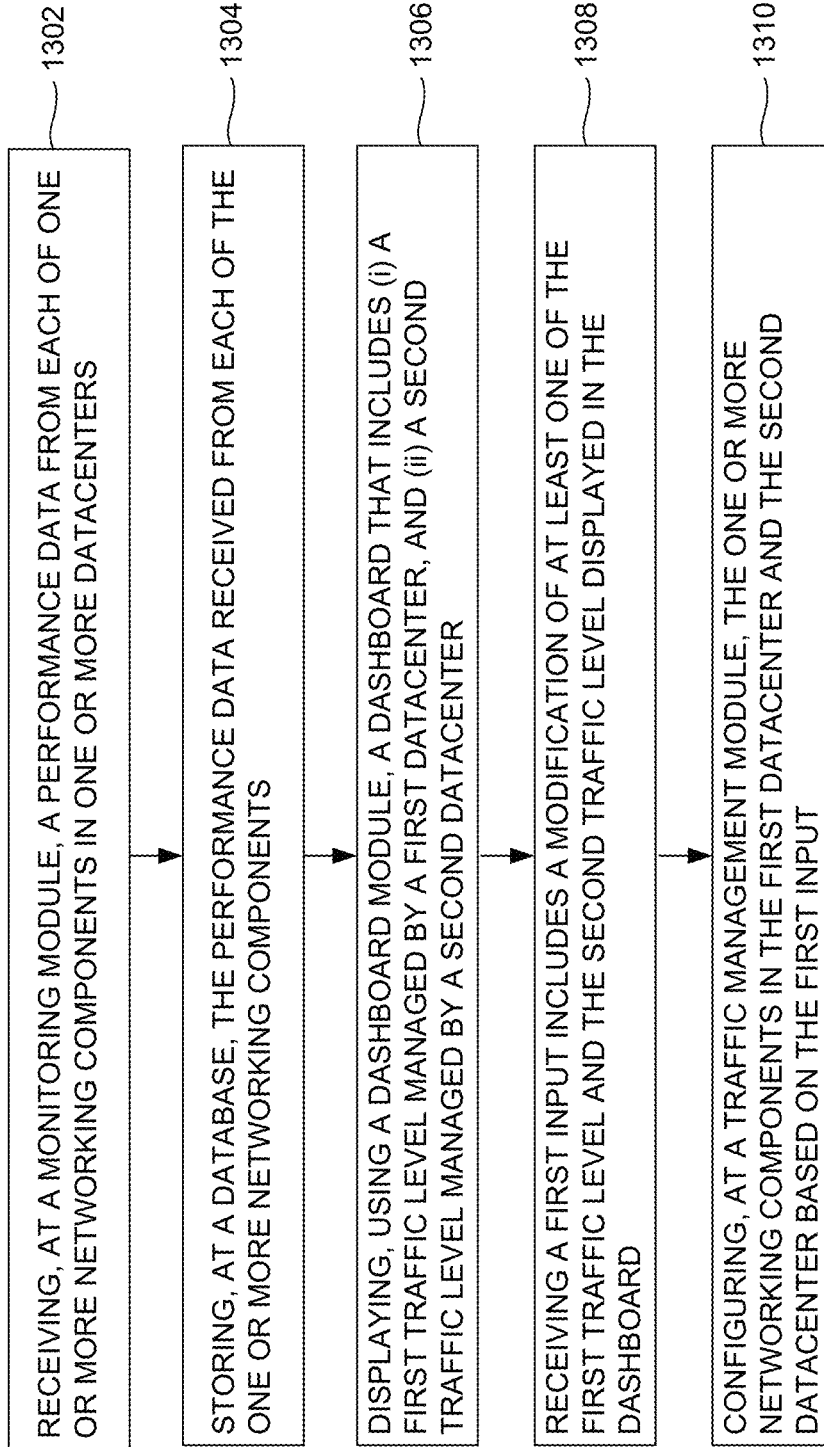 RECEIVING, AT A MONITORING MODULE, A PERFORMANCE DATA FROM EACH OF ONE
OR MORE NETWORKING COMPONENTS IN ONE OR MORE DATACENTERS
1302
STORING, AT A DATABASE, THE PERFORMANCE DATA RECEIVED FROM EACH OF THE
ONE OR MORE NETWORKING COMPONENTS
1304
DISPLAYING, USING A DASHBOARD MODULE, A DASHBOARD THAT INCLUDES (i) A
FIRST TRAFFIC LEVEL MANAGED BY A FIRST DATACENTER, AND (ii) A SECOND
TRAFFIC LEVEL MANAGED BY A SECOND DATACENTER
1306
RECEIVING A FIRST INPUT INCLUDES A MODIFICATION OF AT LEAST ONE OF THE
FIRST TRAFFIC LEVEL AND THE SECOND TRAFFIC LEVEL DISPLAYED IN THE
DASHBOARD
1308
CONFIGURING, AT A TRAFFIC MANAGEMENT MODULE, THE ONE OR MORE
NETWORKING COMPONENTS IN THE FIRST DATACENTER AND THE SECOND
DATACENTER BASED ON THE FIRST INPUT
1310